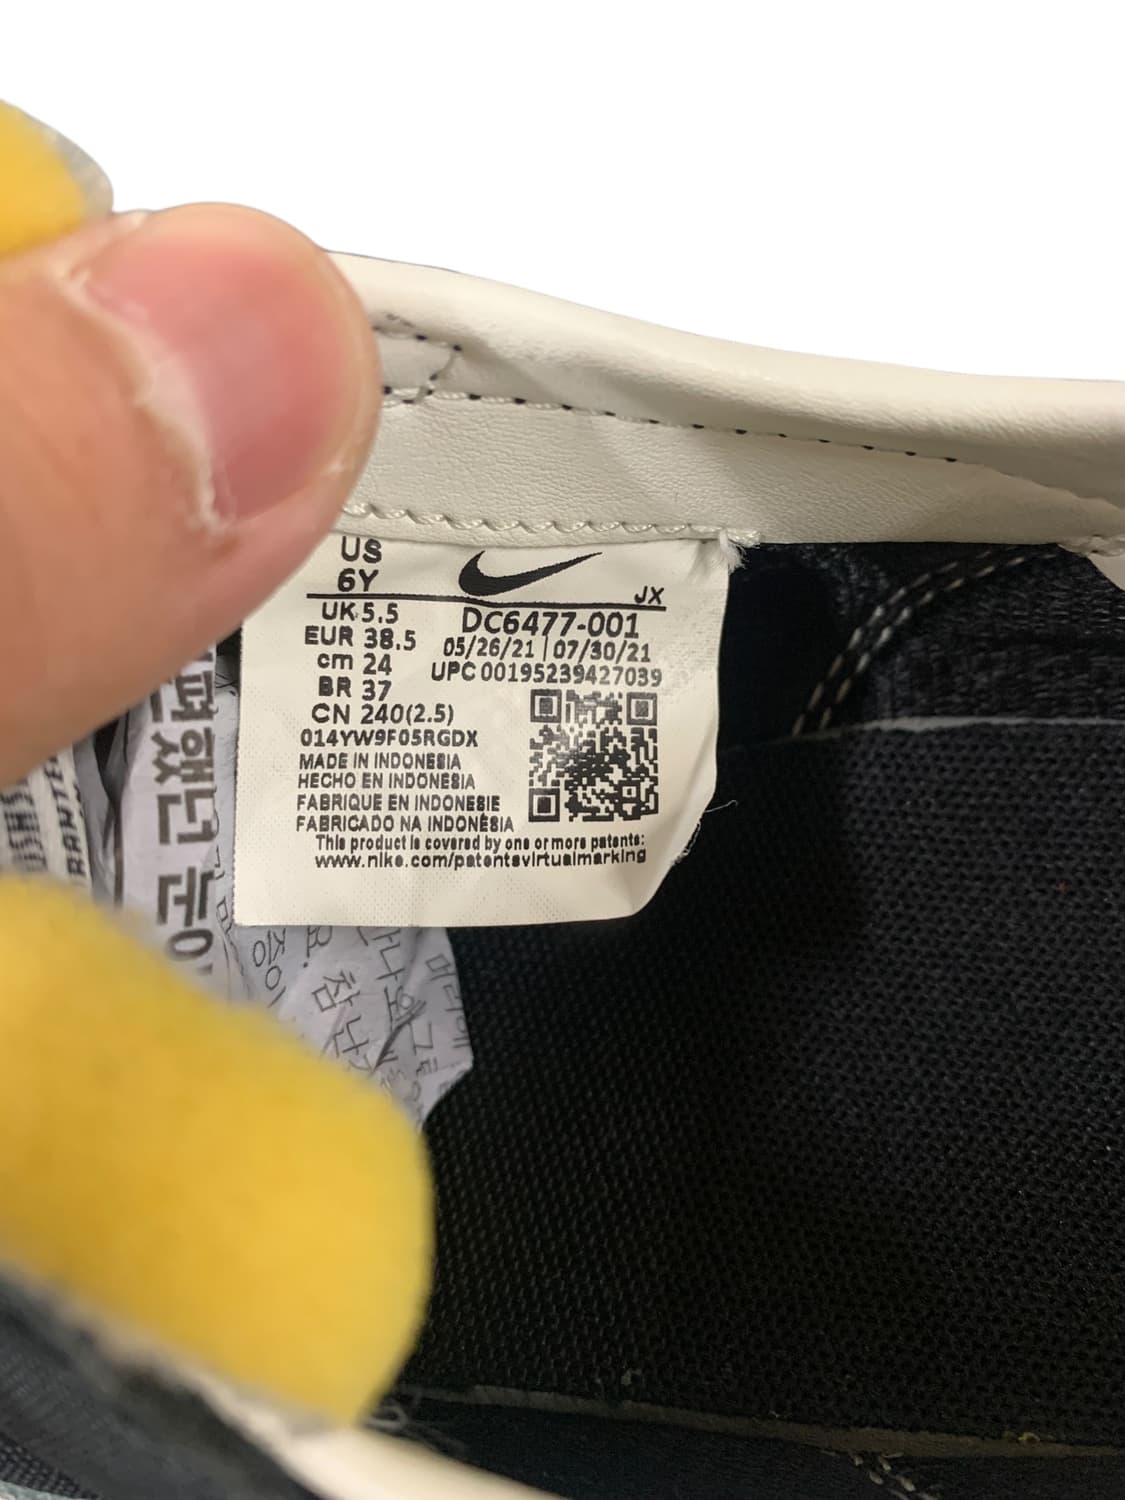 US
6Y
JX
UK 5.5
EUR 38.5
cm 24
BR 37
CN 240(2.5)
DC6477-001
05/26/21 | 07/30/21
UPC 00195239427039
014YW9F05RGDX
MADE IN INDONESIA
HECHO EN INDONESIA
FABRIQUE EN INDONESIE
FABRICADO NA INDONÉSIA
This product is covered by one or more patents:
www.nike.com/patentsvirtualmarking